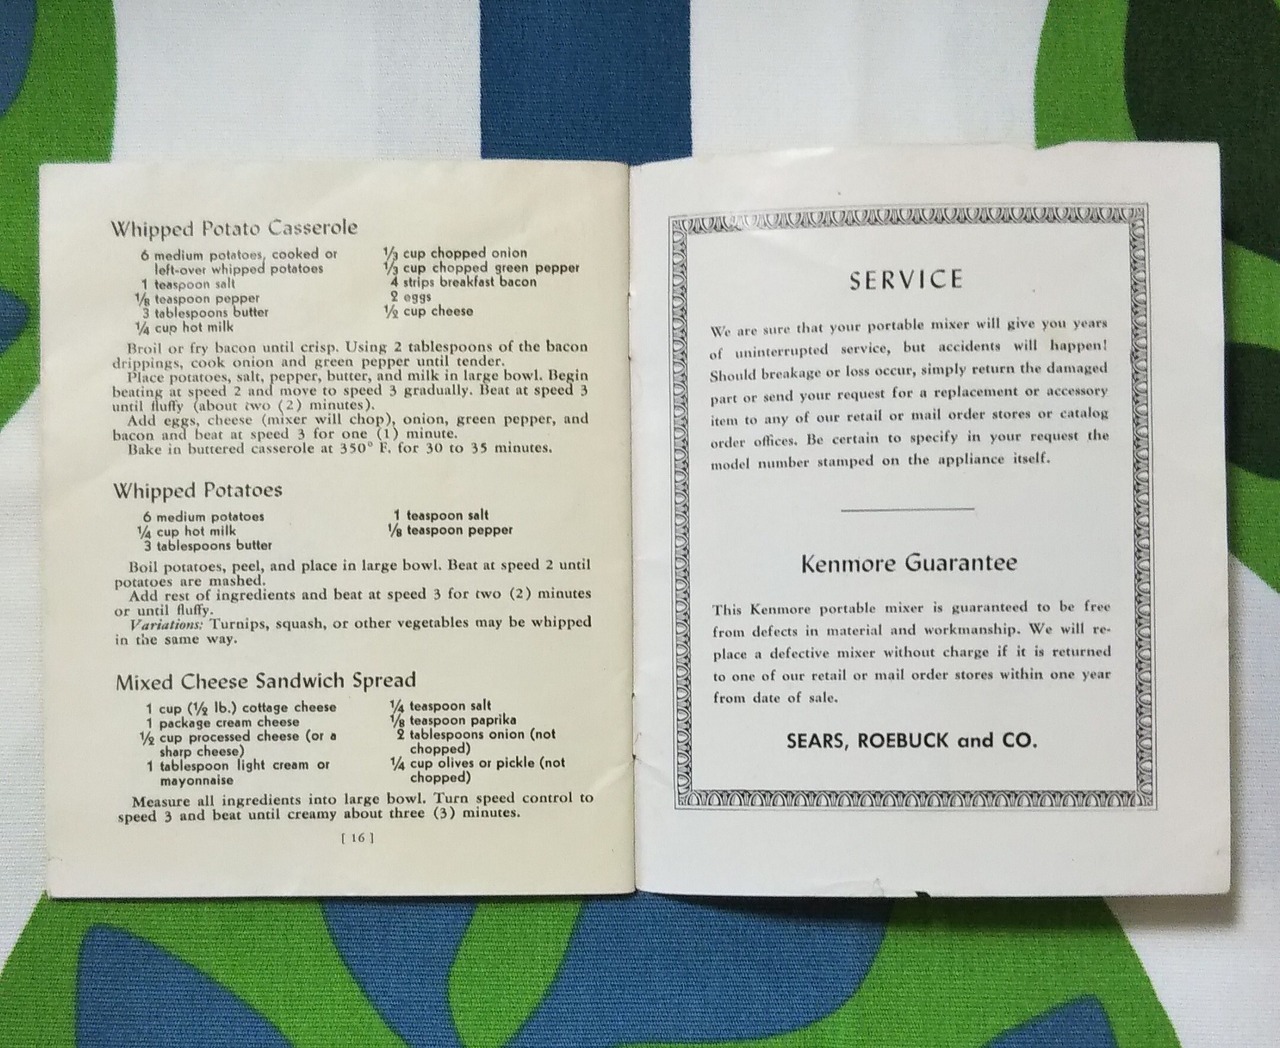 Whipped Potato Casserole
6 medium potatoes, cooked or
left-over whipped potatoes
1 teaspoon salt
⅛ teaspoon pepper
3 tablespoons butter
¼ cup hot milk
⅓ cup chopped onion
⅓ cup chopped green pepper
4 strips breakfast bacon
2 eggs
½ cup cheese
Broil or fry bacon until crisp. Using 2 tablespoons of the bacon
drippings, cook onion and green pepper until tender.
Place potatoes, salt, pepper, butter, and milk in large bowl. Begin
beating at speed 2 and move to speed 3 gradually. Beat at speed 3
until fluffy (about two (2) minutes).
Add eggs, cheese (mixer will chop), onion, green pepper, and
bacon and beat at speed 3 for one (1) minute.
Bake in buttered casserole at 350° F. for 30 to 35 minutes.
Whipped Potatoes
6 medium potatoes
¼ cup hot milk
3 tablespoons butter
1 teaspoon salt
⅛ teaspoon pepper
Boil potatoes, peel, and place in large bowl. Beat at speed 2 until
potatoes are mashed.
Add rest of ingredients and beat at speed 3 for two (2) minutes
or until fluffy.
Variations: Turnips, squash, or other vegetables may be whipped
in the same way.
Mixed Cheese Sandwich Spread
1 cup (½ lb.) cottage cheese
1 package cream cheese
½ cup processed cheese (or a
sharp cheese)
1 tablespoon light cream or
mayonnaise
¼ teaspoon salt
⅛ teaspoon paprika
2 tablespoons onion (not
chopped)
¼ cup olives or pickle (not
chopped)
Measure all ingredients into large bowl. Turn speed control to
speed 3 and beat until creamy about three (3) minutes.
[ 16 ]
SERVICE
We are sure that your portable mixer will give you years
of uninterrupted service, but accidents will happen!
Should breakage or loss occur, simply return the damaged
part or send your request for a replacement or accessory
item to any of our retail or mail order stores or catalog
order offices. Be certain to specify in your request the
model number stamped on the appliance itself.
Kenmore Guarantee
This Kenmore portable mixer is guaranteed to be free
from defects in material and workmanship. We will re-
place a defective mixer without charge if it is returned
to one of our retail or mail order stores within one year
from date of sale.
SEARS, ROEBUCK and CO.